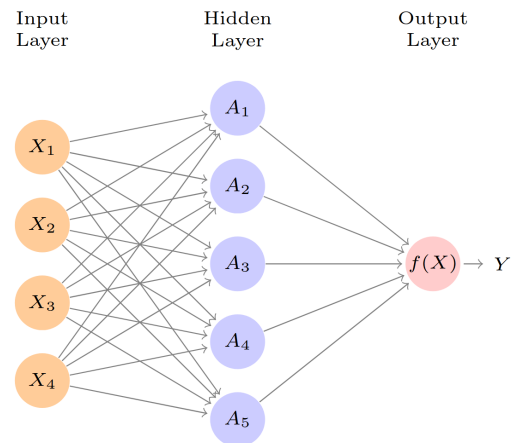 Input
Layer
Hidden
Layer
Output
Layer
X₁
X₂
X₃
X₄
A₁
A₂
A₃
A₄
A₅
f(X)
Y